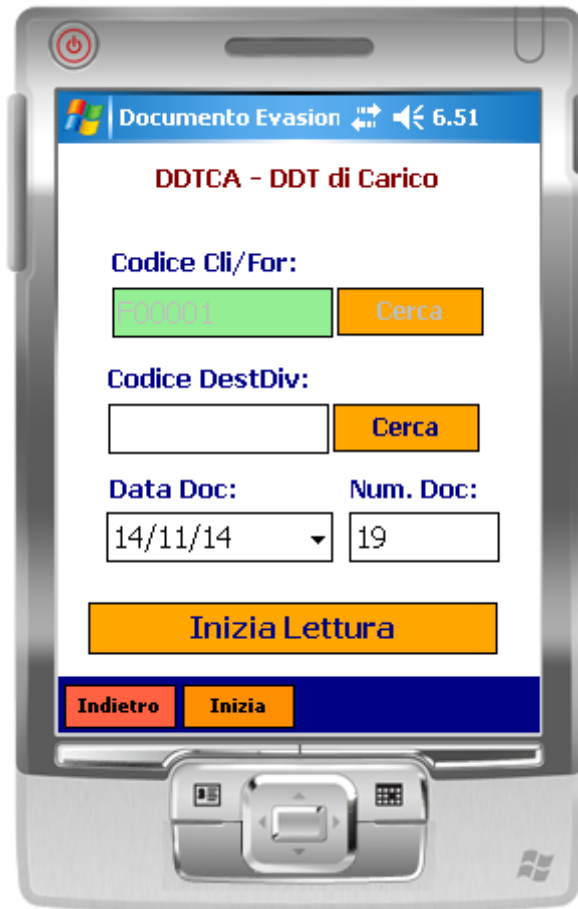 Documento Evasion 6.51
DDTCA - DDT di Carico
Codice Cli/For:
F00001 Cerca
Codice DestDiv:
Cerca
Data Doc: Num. Doc:
14/11/14 19
Inizia Lettura
Indietro Inizia